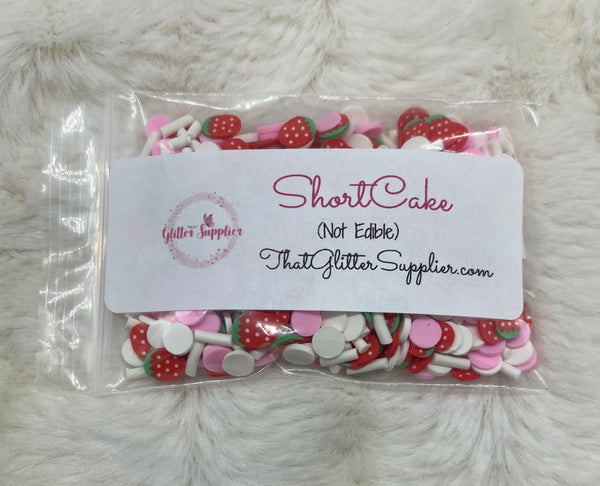 THAT
Glitter Supplier
ShortCake
(Not Edible)
ThatGlitterSupplier.com